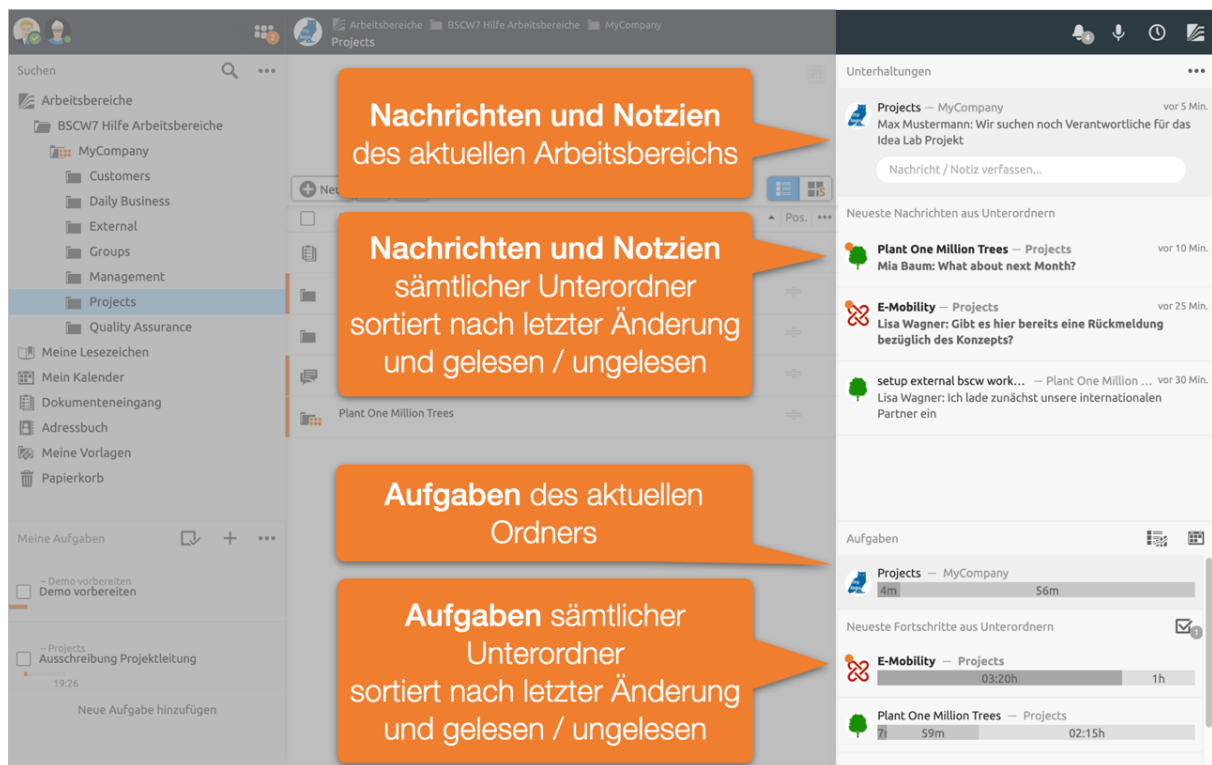 2
Arbeitsbereiche BSCW7 Hilfe Arbeitsbereiche MyCompany
Projects
4
Suchen
Arbeitsbereiche
BSCW7 Hilfe Arbeitsbereiche
MyCompany
Customers
Daily Business
External
Groups
Management
Projects
Quality Assurance
Meine Lesezeichen
Mein Kalender
Dokumenteneingang
Adressbuch
Meine Vorlagen
Papierkorb
Meine Aufgaben
– Demo vorbereiten
Demo vorbereiten
– Projects
Ausschreibung Projektleitung
19:26
Neue Aufgabe hinzufügen
Pos.
Plant One Million Trees
Nachrichten und Notzien
des aktuellen Arbeitsbereichs
Nachrichten und Notzien
sämtlicher Unterordner
sortiert nach letzter Änderung
und gelesen / ungelesen
Aufgaben des aktuellen
Ordners
Aufgaben sämtlicher
Unterordner
sortiert nach letzter Änderung
und gelesen / ungelesen
Unterhaltungen
Projects — MyCompany vor 5 Min.
Max Mustermann: Wir suchen noch Verantwortliche für das
Idea Lab Projekt
Nachricht / Notiz verfassen...
Neueste Nachrichten aus Unterordnern
Plant One Million Trees — Projects vor 10 Min.
Mia Baum: What about next Month?
E-Mobility — Projects vor 25 Min.
Lisa Wagner: Gibt es hier bereits eine Rückmeldung
bezüglich des Konzepts?
setup external bscw work... — Plant One Million ... vor 30 Min.
Lisa Wagner: Ich lade zunächst unsere internationalen
Partner ein
Aufgaben
Projects — MyCompany
4m 56m
Neueste Fortschritte aus Unterordnern
1
E-Mobility — Projects
03:20h 1h
Plant One Million Trees — Projects
59m 02:15h